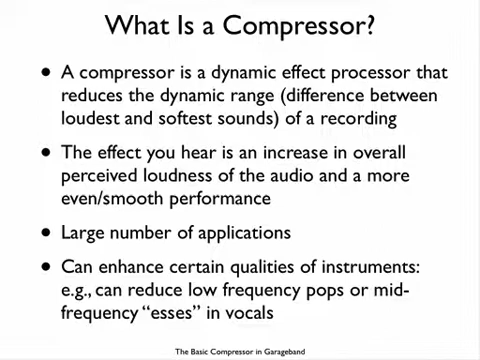 What Is a Compressor?
• A compressor is a dynamic effect processor that
reduces the dynamic range (difference between
loudest and softest sounds) of a recording
• The effect you hear is an increase in overall
perceived loudness of the audio and a more
even/smooth performance
• Large number of applications
• Can enhance certain qualities of instruments:
e.g., can reduce low frequency pops or mid-
frequency “esses” in vocals
The Basic Compressor in Garageband